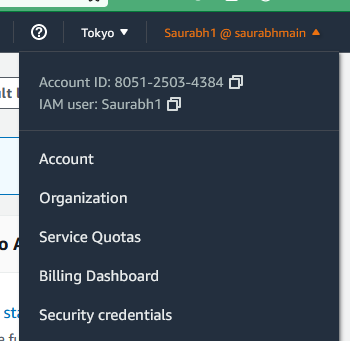 Tokyo ▼
Saurabh1 @ saurabhmain ▲
Account ID: 8051-2503-4384
IAM user: Saurabh1
Account
Organization
Service Quotas
Billing Dashboard
Security credentials